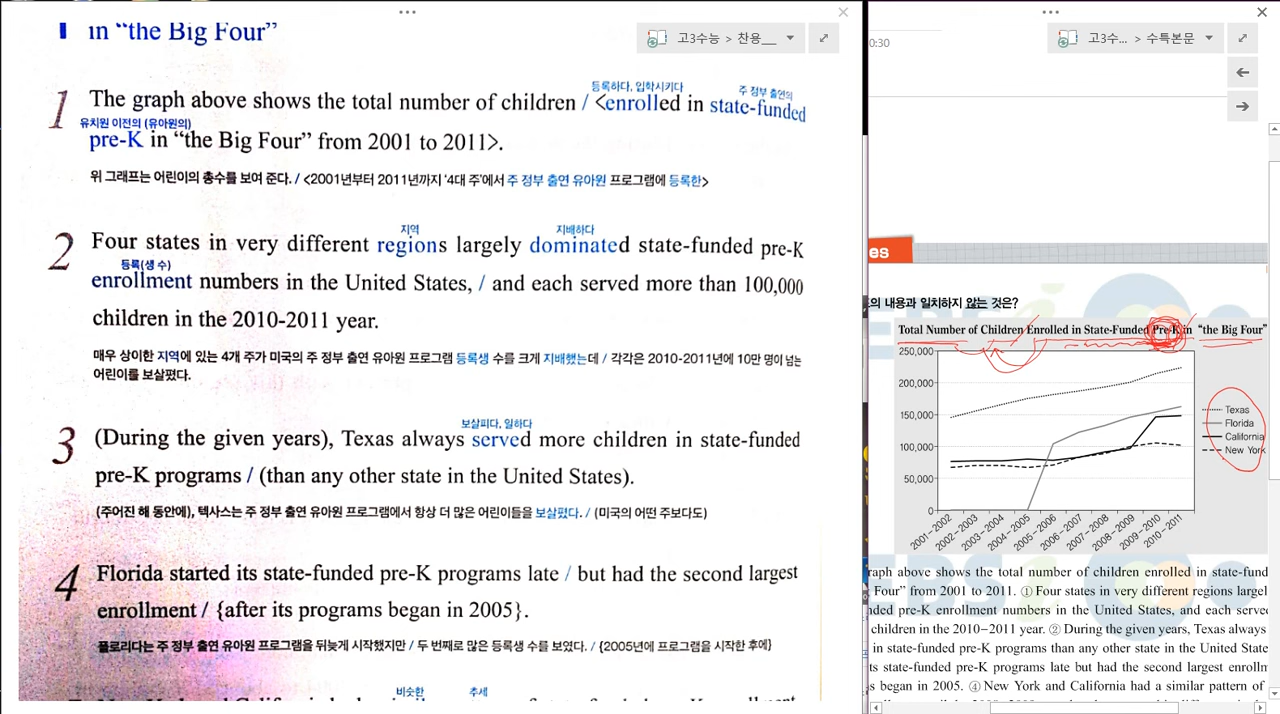 in “the Big Four”
고3수능 > 찬용__
등록하다, 입학시키다
주 정부 출연의
1 The graph above shows the total number of children / <enrolled in state-funded
유치원 이전의 (유아원의)
pre-K in “the Big Four” from 2001 to 2011>.
위 그래프는 어린이의 총수를 보여 준다. / <2001년부터 2011년까지 ‘4대 주’에서 주 정부 출연 유아원 프로그램에 등록한>
지역
지배하다
2 Four states in very different regions largely dominated state-funded pre-K
등록(생 수)
enrollment numbers in the United States, / and each served more than 100,000
children in the 2010-2011 year.
매우 상이한 지역에 있는 4개 주가 미국의 주 정부 출연 유아원 프로그램 등록생 수를 크게 지배했는데 / 각각은 2010-2011년에 10만 명이 넘는
어린이를 보살폈다.
보살피다, 일하다
3 (During the given years), Texas always served more children in state-funded
pre-K programs / (than any other state in the United States).
(주어진 해 동안에), 텍사스는 주 정부 출연 유아원 프로그램에서 항상 더 많은 어린이들을 보살폈다. / (미국의 어떤 주보다도)
4 Florida started its state-funded pre-K programs late / but had the second largest
enrollment / {after its programs began in 2005}.
플로리다는 주 정부 출연 유아원 프로그램을 뒤늦게 시작했지만 / 두 번째로 많은 등록생 수를 보였다. / {2005년에 프로그램을 시작한 후에}
비슷한
추세
고3수... > 수특본문
0:30
es
의 내용과 일치하지 않는 것은?
Total Number of Children Enrolled in State-Funded Pre-K in “the Big Four”
250,000
200,000
150,000
100,000
50,000
0
2001-2002
2002-2003
2003-2004
2004-2005
2005-2006
2006-2007
2007-2008
2008-2009
2009-2010
2010-2011
Texas
Florida
California
New York
raph above shows the total number of children enrolled in state-fund
Four” from 2001 to 2011. ① Four states in very different regions largel
nded pre-K enrollment numbers in the United States, and each serve
children in the 2010-2011 year. ② During the given years, Texas always
in state-funded pre-K programs than any other state in the United State
ts state-funded pre-K programs late but had the second largest enrollm
s began in 2005. ④ New York and California had a similar pattern of